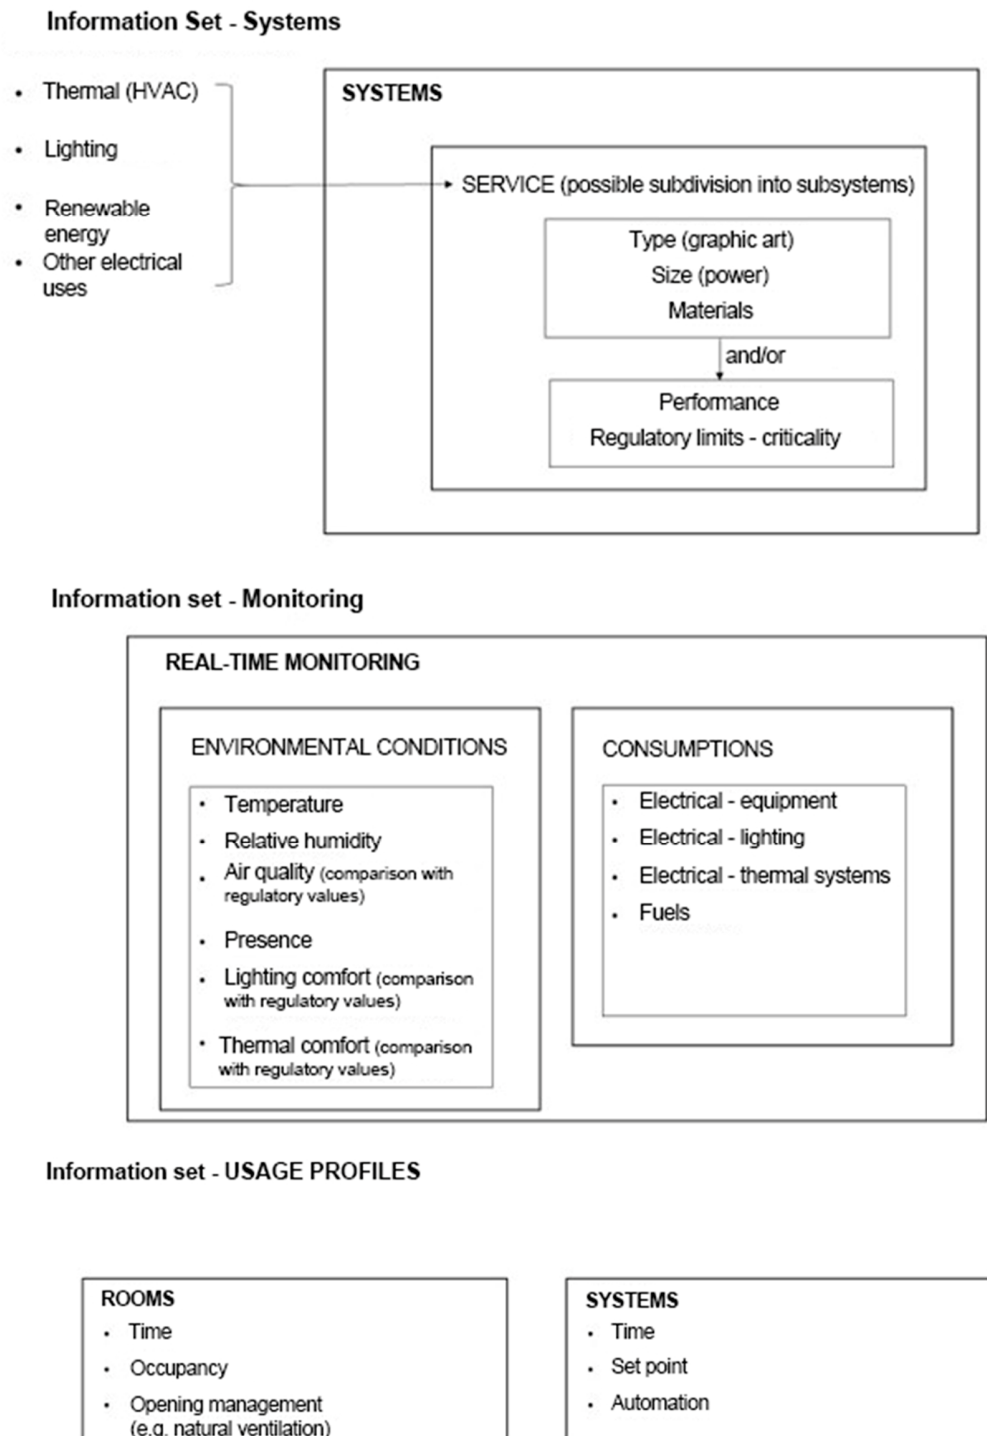 Information Set - Systems
• Thermal (HVAC)
• Lighting
• Renewable
energy
• Other electrical
uses
SYSTEMS
SERVICE (possible subdivision into subsystems)
Type (graphic art)
Size (power)
Materials
and/or
Performance
Regulatory limits - criticality
Information set - Monitoring
REAL-TIME MONITORING
ENVIRONMENTAL CONDITIONS
• Temperature
• Relative humidity
• Air quality (comparison with
regulatory values)
• Presence
• Lighting comfort (comparison
with regulatory values)
• Thermal comfort (comparison
with regulatory values)
CONSUMPTIONS
• Electrical - equipment
• Electrical - lighting
• Electrical - thermal systems
• Fuels
Information set - USAGE PROFILES
ROOMS
• Time
• Occupancy
• Opening management
(e.g. natural ventilation)
SYSTEMS
• Time
• Set point
• Automation